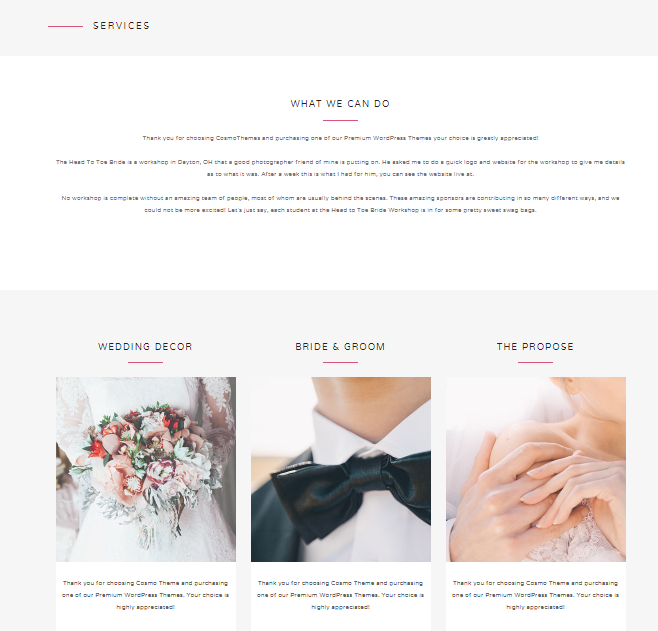 SERVICES
WHAT WE CAN DO
Thank you for choosing CosmoThemes and purchasing one of our Premium WordPress Themes your choice is greatly appreciated!
The Head To Toe Bride is a workshop in Dayton, OH that a good photographer friend of mine is putting on. He asked me to do a quick logo and website for the workshop to give me details
as to what it was. After a week this is what I had for him, you can see the website live at.
No workshop is complete without an amazing team of people, most of whom are usually behind the scenes. These amazing sponsors are contributing in so many different ways, and we
could not be more excited! Let's just say, each student at the Head to Toe Bride Workshop is in for some pretty sweet swag bags.
WEDDING DECOR
BRIDE & GROOM
THE PROPOSE
Thank you for choosing Cosmo Theme and purchasing
one of our Premium WordPress Themes. Your choice is
highly appreciated!
Thank you for choosing Cosmo Theme and purchasing
one of our Premium WordPress Themes. Your choice is
highly appreciated!
Thank you for choosing Cosmo Theme and purchasing
one of our Premium WordPress Themes. Your choice is
highly appreciated!